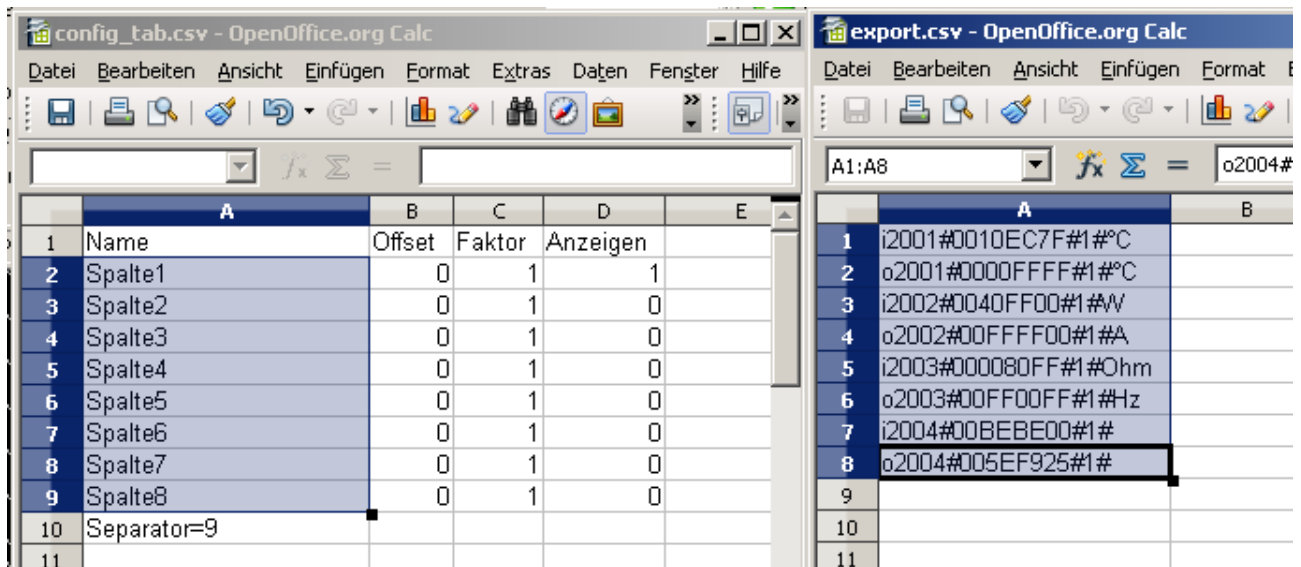 config_tab.csv - OpenOffice.org Calc
Datei Bearbeiten Ansicht Einfügen Format Extras Daten Fenster Hilfe
A B C D E
1 Name Offset Faktor Anzeigen
2 Spalte1 0 1 1
3 Spalte2 0 1 0
4 Spalte3 0 1 0
5 Spalte4 0 1 0
6 Spalte5 0 1 0
7 Spalte6 0 1 0
8 Spalte7 0 1 0
9 Spalte8 0 1 0
10 Separator=9
11
export.csv - OpenOffice.org Calc
Datei Bearbeiten Ansicht Einfügen Format
A1:A8 o2004#
A B
1 i2001#0010EC7F#1#°C
2 o2001#0000FFFF#1#°C
3 i2002#0040FF00#1#W
4 o2002#00FFFF00#1#A
5 i2003#000080FF#1#Ohm
6 o2003#00FF00FF#1#Hz
7 i2004#00BEBE00#1#
8 o2004#005EF925#1#
9
10
11